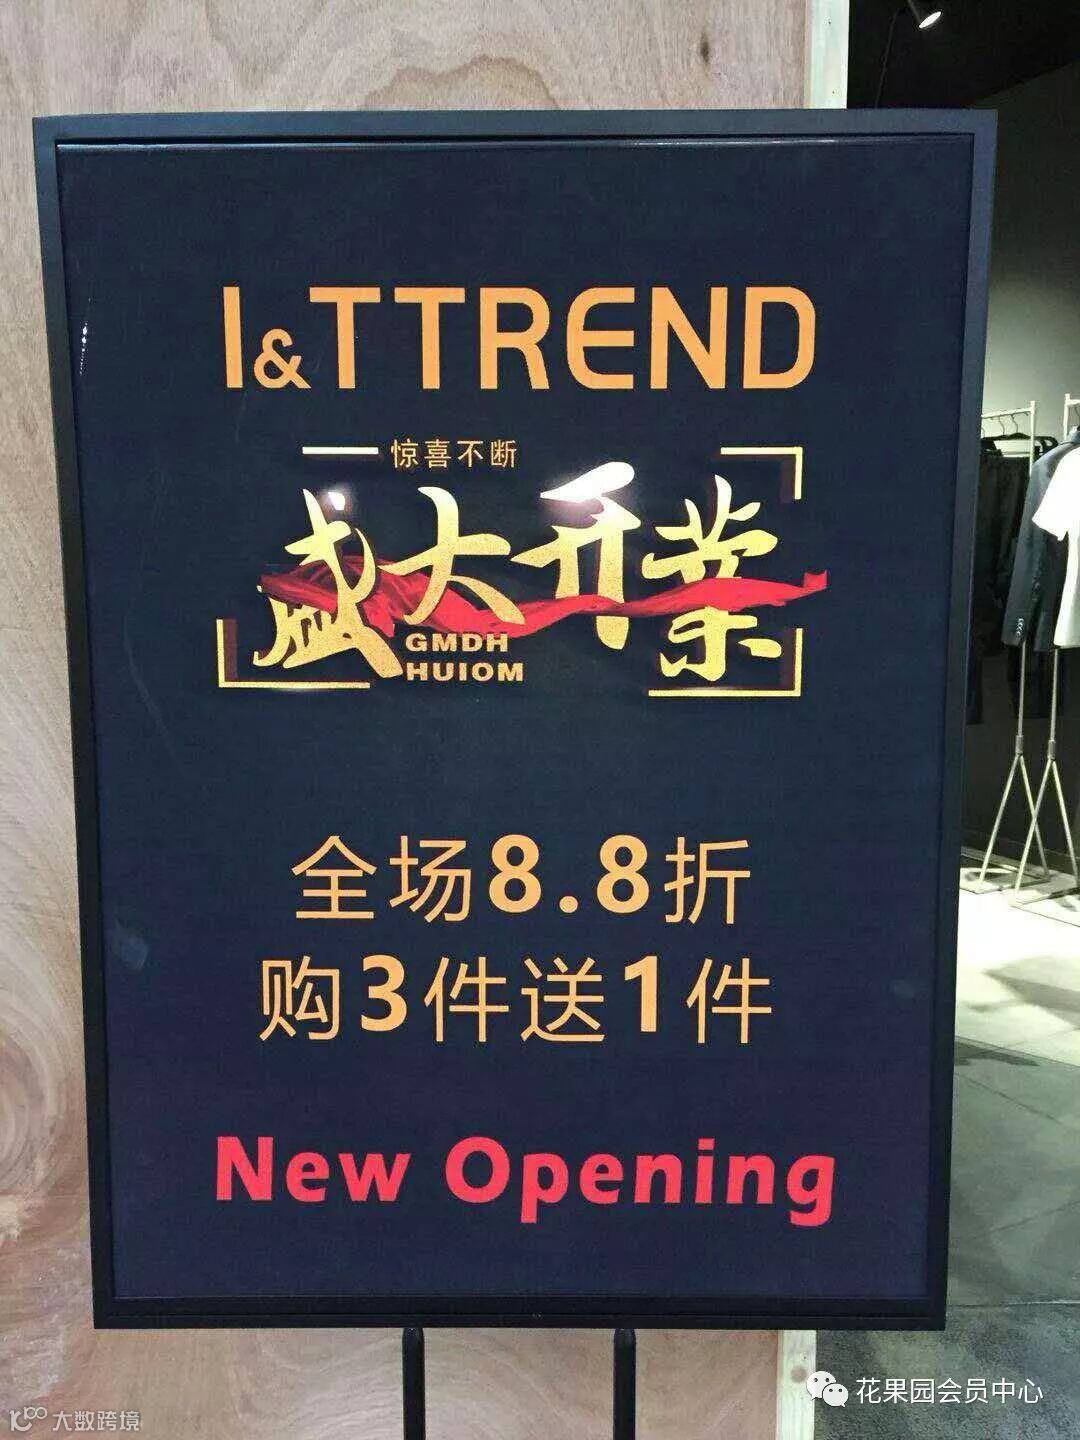 I&TTREND
惊喜不断
盛大开業
GMDH
HUIOM
全场8.8折
购3件送1件
New Opening
花果园会员中心
大数跨境